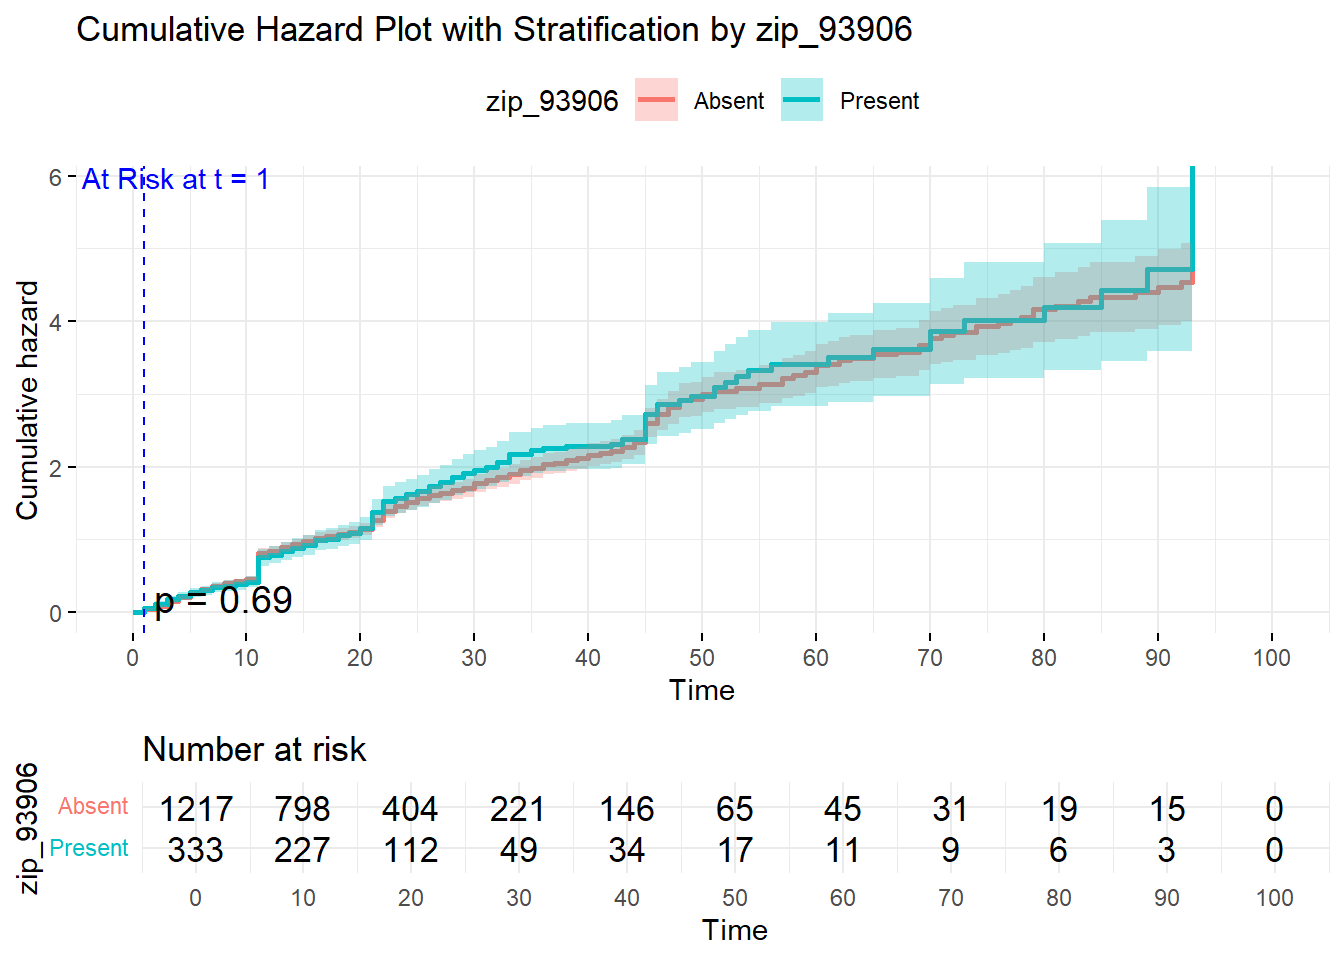 Cumulative Hazard Plot with Stratification by zip_93906
zip_93906 Absent Present
At Risk at t = 1
6
4
2
0
Cumulative hazard
p = 0.69
0 10 20 30 40 50 60 70 80 90 100
Time
Number at risk
zip_93906
Absent 1217 798 404 221 146 65 45 31 19 15 0
Present 333 227 112 49 34 17 11 9 6 3 0
0 10 20 30 40 50 60 70 80 90 100
Time